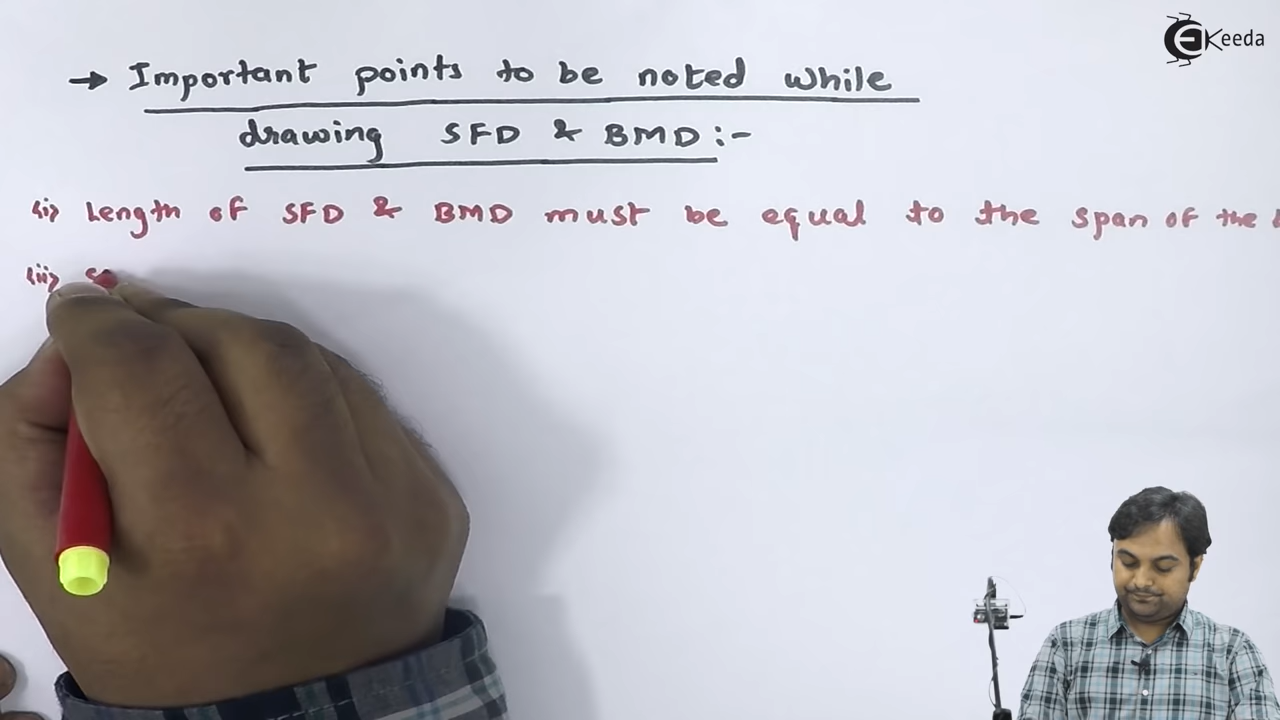 EKeeda
→ Important points to be noted while
drawing SFD & BMD :-
(i) Length of SFD & BMD must be equal to the span of the
(ii)